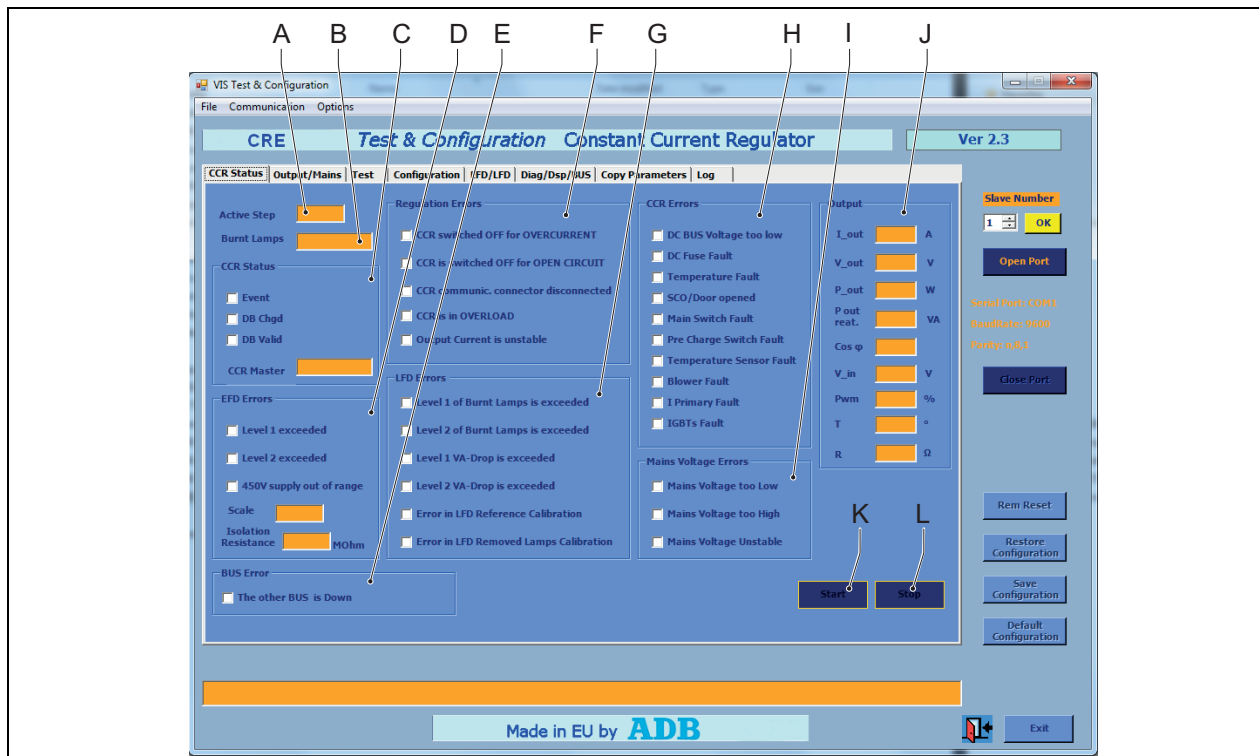 A B C D E F G H I J
VIS Test & Configuration
File Communication Options
CRE Test & Configuration Constant Current Regulator Ver 2.3
CCR Status Output/Mains Test Configuration EFD/LFD Diag/Dsp/BUS Copy Parameters Log
Active Step
Burnt Lamps
CCR Status
Event
DB Chgd
DB Valid
CCR Master
EFD Errors
Level 1 exceeded
Level 2 exceeded
450V supply out of range
Scale
Isolation
Resistance MOhm
BUS Error
The other BUS is Down
Regulation Errors
CCR switched OFF for OVERCURRENT
CCR is switched OFF for OPEN CIRCUIT
CCR communic. connector disconnected
CCR is in OVERLOAD
Output Current is unstable
LFD Errors
Level 1 of Burnt Lamps is exceeded
Level 2 of Burnt Lamps is exceeded
Level 1 VA-Drop is exceeded
Level 2 VA-Drop is exceeded
Error in LFD Reference Calibration
Error in LFD Removed Lamps Calibration
CCR Errors
DC BUS Voltage too low
DC Fuse Fault
Temperature Fault
SCO/Door opened
Main Switch Fault
Pre Charge Switch Fault
Temperature Sensor Fault
Blower Fault
I Primary Fault
IGBTs Fault
Mains Voltage Errors
Mains Voltage too Low
Mains Voltage too High
Mains Voltage Unstable
Output
I_out A
V_out V
P_out W
P out
reat. VA
Cos φ
V_in V
Pwm %
T °
R Ω
K L
Start Stop
Slave Number
1 OK
Open Port
Serial Port: COM1
BaudRate: 9600
Parity: n,8,1
Close Port
Rem Reset
Restore
Configuration
Save
Configuration
Default
Configuration
Made in EU by ADB
Exit